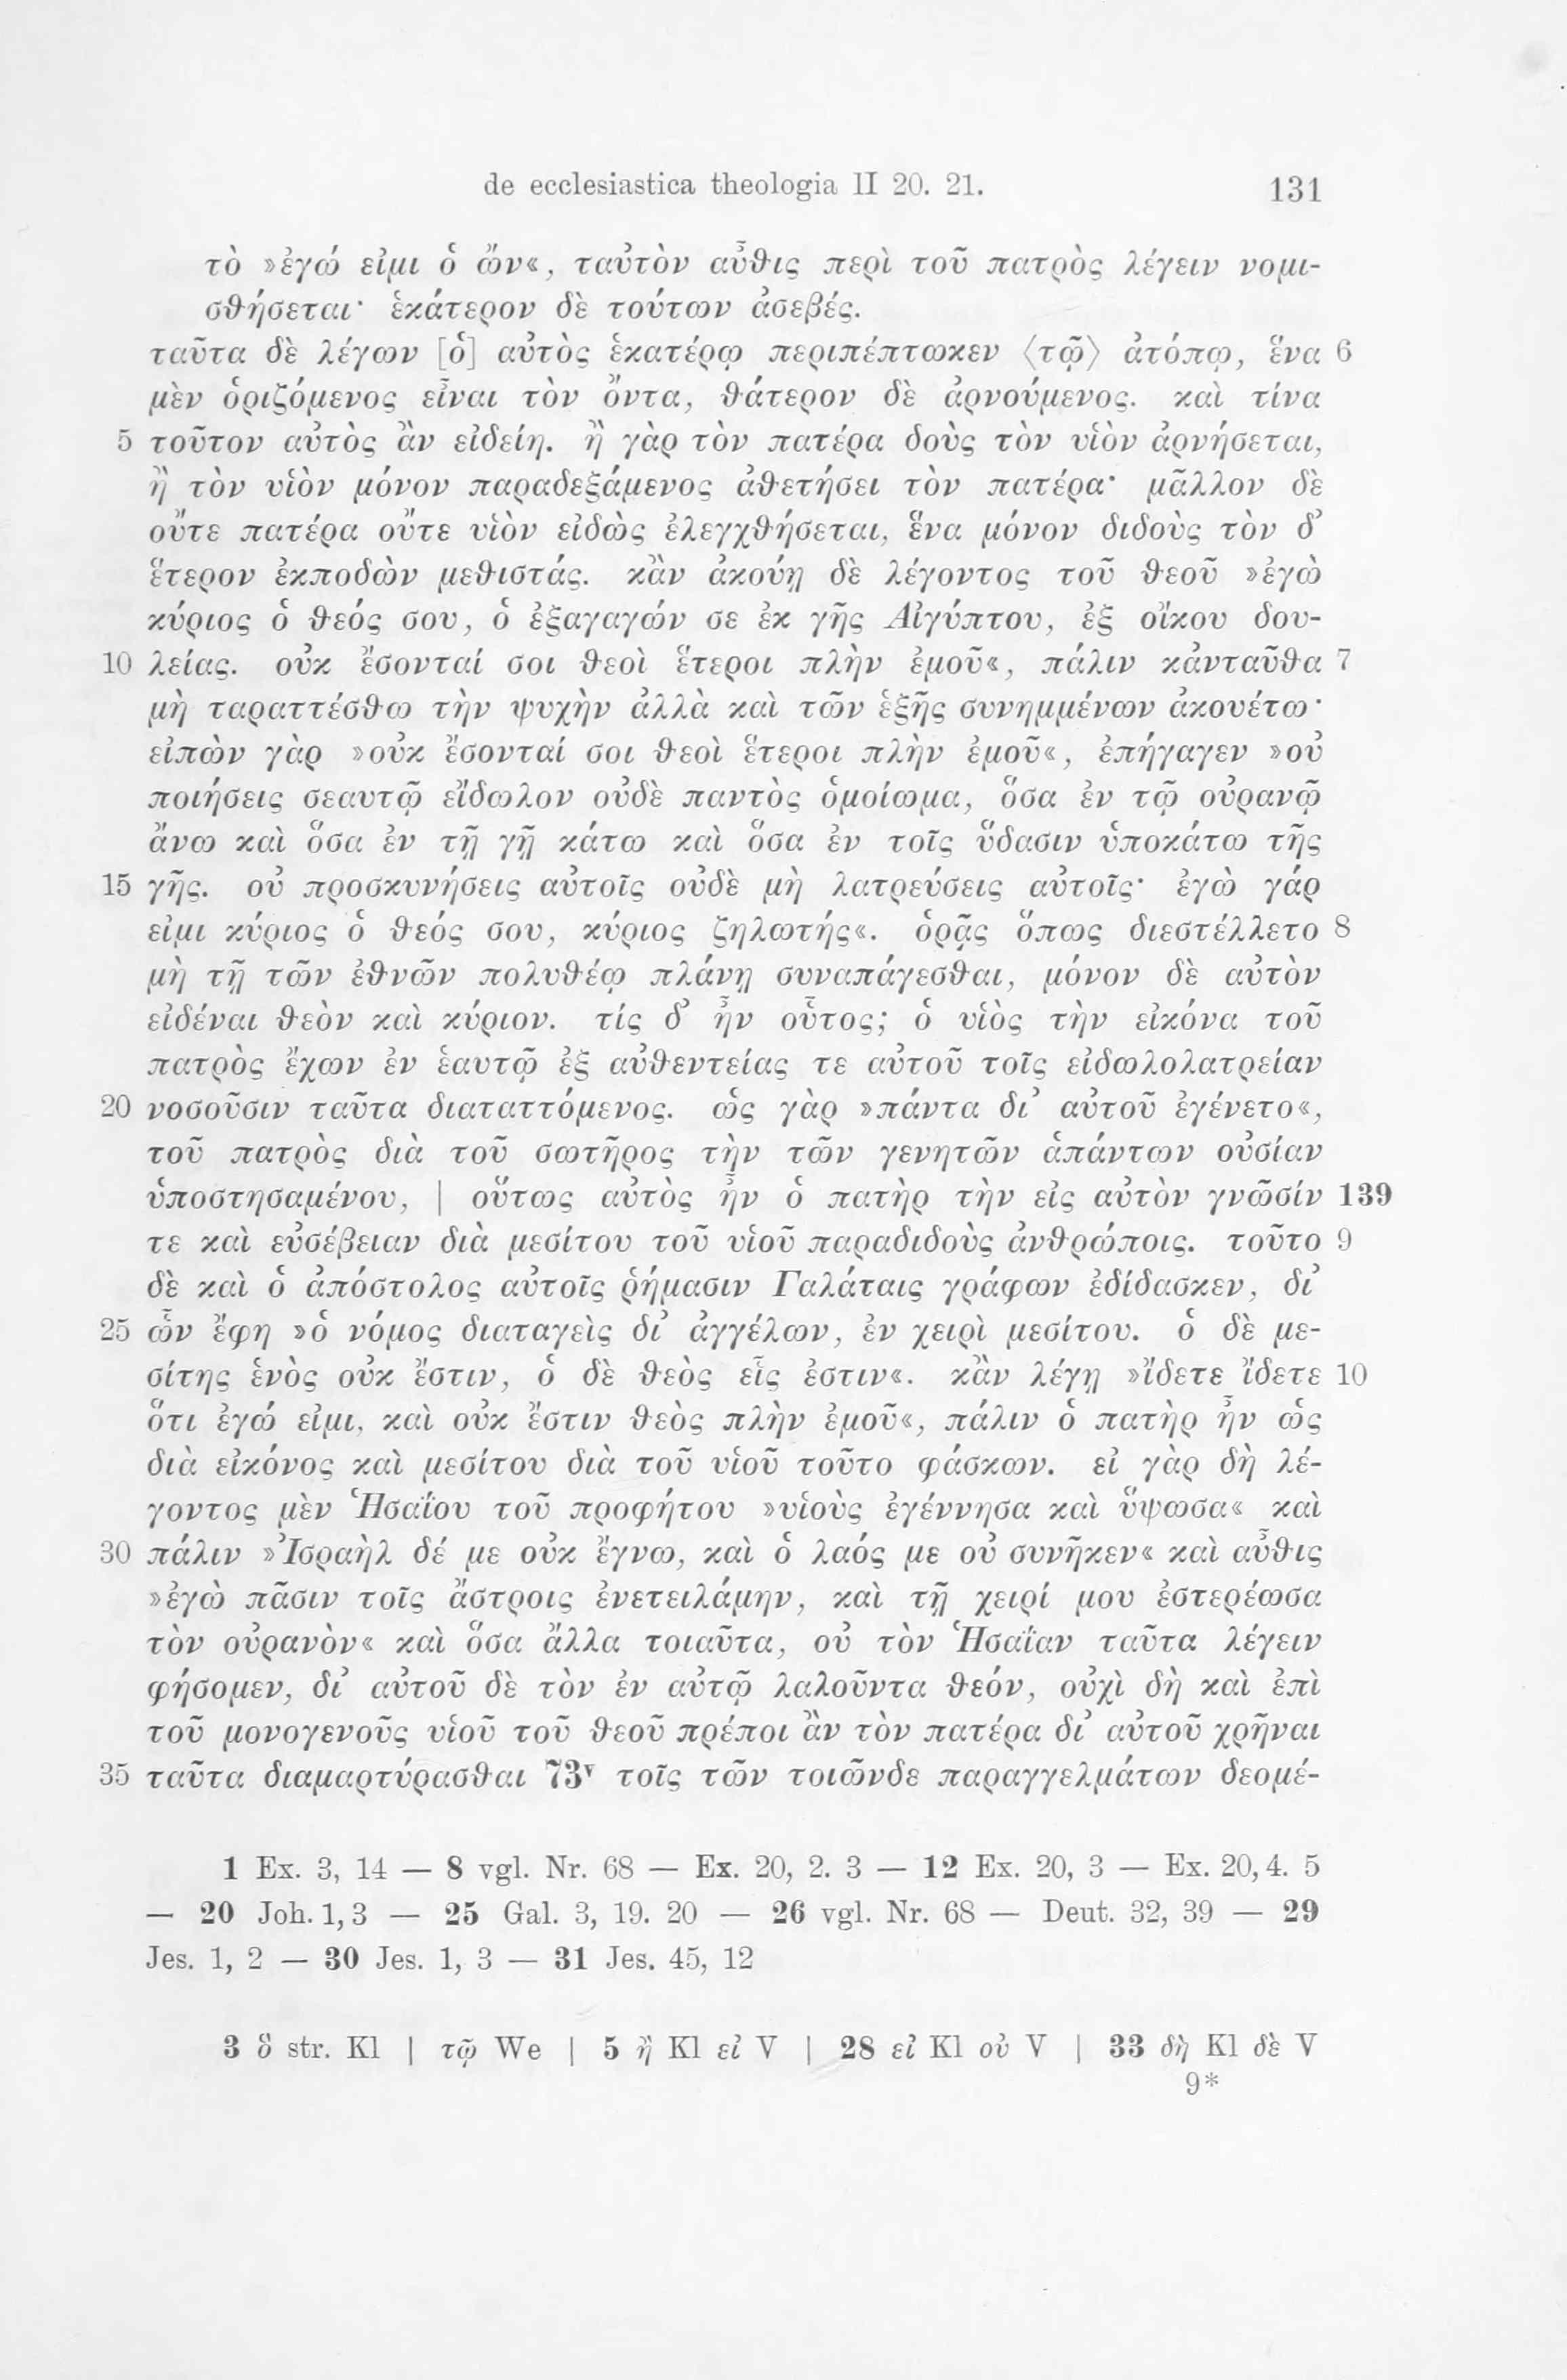 de ecclesiastica theologia II 20. 21. 131
τὸ »ἐγώ εἰμι ὁ ὤν«, ταὐτὸν αὖθις περὶ τοῦ πατρὸς λέγειν νομι-
σθήσεται· ἑκάτερον δὲ τούτων ἀσεβές.
ταῦτα δὲ λέγων [ὁ] αὐτὸς ἑκατέρῳ περιπέπτωκεν ⟨τῷ⟩ ἀτόπῳ, ἕνα 6
μὲν ὁριζόμενος εἶναι τὸν ὄντα, θάτερον δὲ ἀρνούμενος. καὶ τίνα
5 τοῦτον αὐτὸς ἂν εἰδείη. ἢ γὰρ τὸν πατέρα δοὺς τὸν υἱὸν ἀρνήσεται,
ἢ τὸν υἱὸν μόνον παραδεξάμενος ἀθετήσει τὸν πατέρα· μᾶλλον δὲ
οὔτε πατέρα οὔτε υἱὸν εἰδὼς ἐλεγχθήσεται, ἕνα μόνον διδοὺς τὸν δ’
ἕτερον ἐκποδὼν μεθιστάς. κἂν ἀκούῃ δὲ λέγοντος τοῦ θεοῦ »ἐγὼ
κύριος ὁ θεός σου, ὁ ἐξαγαγών σε ἐκ γῆς Αἰγύπτου, ἐξ οἴκου δου-
10 λείας. οὐκ ἔσονταί σοι θεοὶ ἕτεροι πλὴν ἐμοῦ«, πάλιν κἀνταῦθα 7
μὴ ταραττέσθω τὴν ψυχὴν ἀλλὰ καὶ τῶν ἑξῆς συνημμένων ἀκουέτω·
εἰπὼν γὰρ »οὐκ ἔσονταί σοι θεοὶ ἕτεροι πλὴν ἐμοῦ«, ἐπήγαγεν »οὐ
ποιήσεις σεαυτῷ εἴδωλον οὐδὲ παντὸς ὁμοίωμα, ὅσα ἐν τῷ οὐρανῷ
ἄνω καὶ ὅσα ἐν τῇ γῇ κάτω καὶ ὅσα ἐν τοῖς ὕδασιν ὑποκάτω τῆς
15 γῆς. οὐ προσκυνήσεις αὐτοῖς οὐδὲ μὴ λατρεύσεις αὐτοῖς· ἐγὼ γάρ
εἰμι κύριος ὁ θεός σου, κύριος ζηλωτής«. ὁρᾷς ὅπως διεστέλλετο 8
μὴ τῇ τῶν ἐθνῶν πολυθέῳ πλάνῃ συναπάγεσθαι, μόνον δὲ αὐτὸν
εἰδέναι θεὸν καὶ κύριον. τίς δ’ ἦν οὗτος; ὁ υἱὸς τὴν εἰκόνα τοῦ
πατρὸς ἔχων ἐν ἑαυτῷ ἐξ αὐθεντείας τε αὐτοῦ τοῖς εἰδωλολατρείαν
20 νοσοῦσιν ταῦτα διαταττόμενος. ὡς γὰρ »πάντα δι’ αὐτοῦ ἐγένετο«,
τοῦ πατρὸς διὰ τοῦ σωτῆρος τὴν τῶν γενητῶν ἁπάντων οὐσίαν
ὑποστησαμένου, | οὕτως αὐτὸς ἦν ὁ πατὴρ τὴν εἰς αὐτὸν γνῶσίν 139
τε καὶ εὐσέβειαν διὰ μεσίτου τοῦ υἱοῦ παραδιδοὺς ἀνθρώποις. τοῦτο 9
δὲ καὶ ὁ ἀπόστολος αὐτοῖς ῥήμασιν Γαλάταις γράφων ἐδίδασκεν, δι’
25 ὧν ἔφη »ὁ νόμος διαταγεὶς δι’ ἀγγέλων, ἐν χειρὶ μεσίτου. ὁ δὲ με-
σίτης ἑνὸς οὐκ ἔστιν, ὁ δὲ θεὸς εἷς ἐστιν«. κἂν λέγῃ »ἴδετε ἴδετε 10
ὅτι ἐγώ εἰμι, καὶ οὐκ ἔστιν θεὸς πλὴν ἐμοῦ«, πάλιν ὁ πατὴρ ἦν ὡς
διὰ εἰκόνος καὶ μεσίτου διὰ τοῦ υἱοῦ τοῦτο φάσκων. εἰ γὰρ δὴ λέ-
γοντος μὲν Ἡσαΐου τοῦ προφήτου »υἱοὺς ἐγέννησα καὶ ὕψωσα« καὶ
30 πάλιν »Ἰσραὴλ δέ με οὐκ ἔγνω, καὶ ὁ λαός με οὐ συνῆκεν« καὶ αὖθις
»ἐγὼ πᾶσιν τοῖς ἄστροις ἐνετειλάμην, καὶ τῇ χειρί μου ἐστερέωσα
τὸν οὐρανὸν« καὶ ὅσα ἄλλα τοιαῦτα, οὐ τὸν Ἡσαΐαν ταῦτα λέγειν
φήσομεν, δι’ αὐτοῦ δὲ τὸν ἐν αὐτῷ λαλοῦντα θεόν, οὐχὶ δὴ καὶ ἐπὶ
τοῦ μονογενοῦς υἱοῦ τοῦ θεοῦ πρέποι ἂν τὸν πατέρα δι’ αὐτοῦ χρῆναι
35 ταῦτα διαμαρτύρασθαι 73ᵛ τοῖς τῶν τοιῶνδε παραγγελμάτων δεομέ-
1 Ex. 3, 14 — 8 vgl. Nr. 68 — Ex. 20, 2. 3 — 12 Ex. 20, 3 — Ex. 20, 4. 5
— 20 Joh. 1, 3 — 25 Gal. 3, 19. 20 — 26 vgl. Nr. 68 — Deut. 32, 39 — 29
Jes. 1, 2 — 30 Jes. 1, 3 — 31 Jes. 45, 12
3 ὃ str. Kl | τῷ We | 5 ἢ Kl εἰ V | 28 εἰ Kl οὐ V | 33 δὴ Kl δὲ V
9*